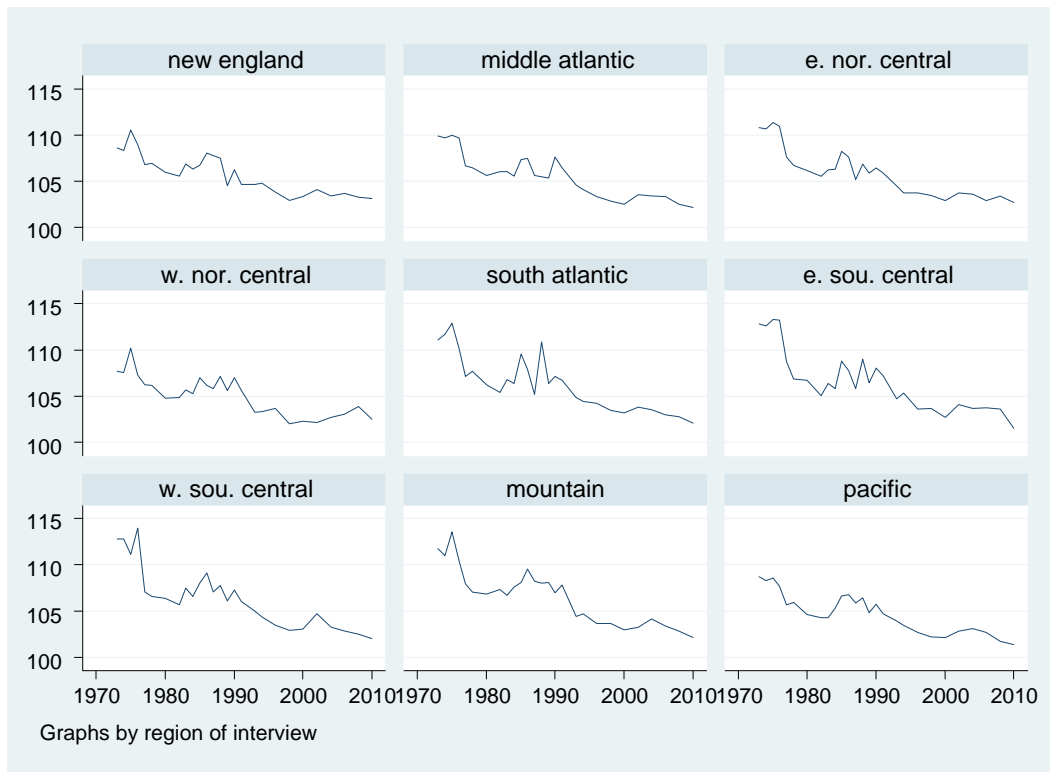 new england
middle atlantic
e. nor. central
115
110
105
100
w. nor. central
south atlantic
e. sou. central
115
110
105
100
w. sou. central
mountain
pacific
115
110
105
100
1970 1980 1990 2000 2010
1970 1980 1990 2000 2010
1970 1980 1990 2000 2010
Graphs by region of interview